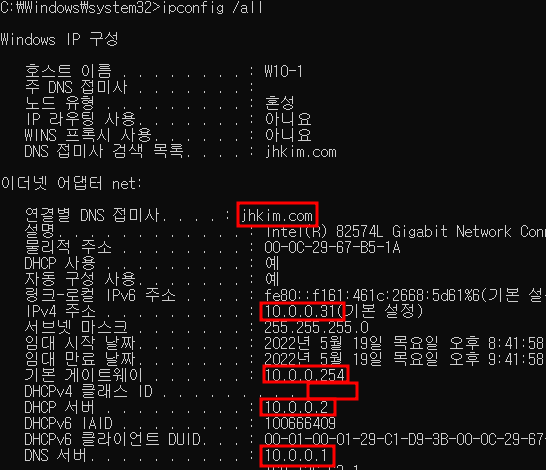 C:\Windows\system32>ipconfig /all
Windows IP 구성
호스트 이름 . . . . . . . . : W10-1
주 DNS 접미사 . . . . . . . :
노드 유형 . . . . . . . . . : 혼성
IP 라우팅 사용. . . . . . . : 아니요
WINS 프록시 사용. . . . . . : 아니요
DNS 접미사 검색 목록. . . . : jhkim.com
이더넷 어댑터 net:
연결별 DNS 접미사. . . . : jhkim.com
설명. . . . . . . . . . . . : Intel(R) 82574L Gigabit Network Conn
물리적 주소 . . . . . . . . : 00-0C-29-67-B5-1A
DHCP 사용 . . . . . . . . . : 예
자동 구성 사용. . . . . . . : 예
링크-로컬 IPv6 주소 . . . . : fe80::f161:461c:2668:5d61%6(기본 설
IPv4 주소 . . . . . . . . . : 10.0.0.31(기본 설정)
서브넷 마스크 . . . . . . . : 255.255.255.0
임대 시작 날짜. . . . . . . : 2022년 5월 19일 목요일 오후 8:41:58
임대 만료 날짜. . . . . . . : 2022년 5월 19일 목요일 오후 9:41:58
기본 게이트웨이 . . . . . . : 10.0.0.254
DHCPv4 클래스 ID . . . . . .
DHCP 서버 . . . . . . . . . : 10.0.0.2
DHCPv6 IAID . . . . . . . . : 100666409
DHCPv6 클라이언트 DUID. . . : 00-01-00-01-29-C1-D9-3B-00-0C-29-67
DNS 서버. . . . . . . . . . : 10.0.0.1